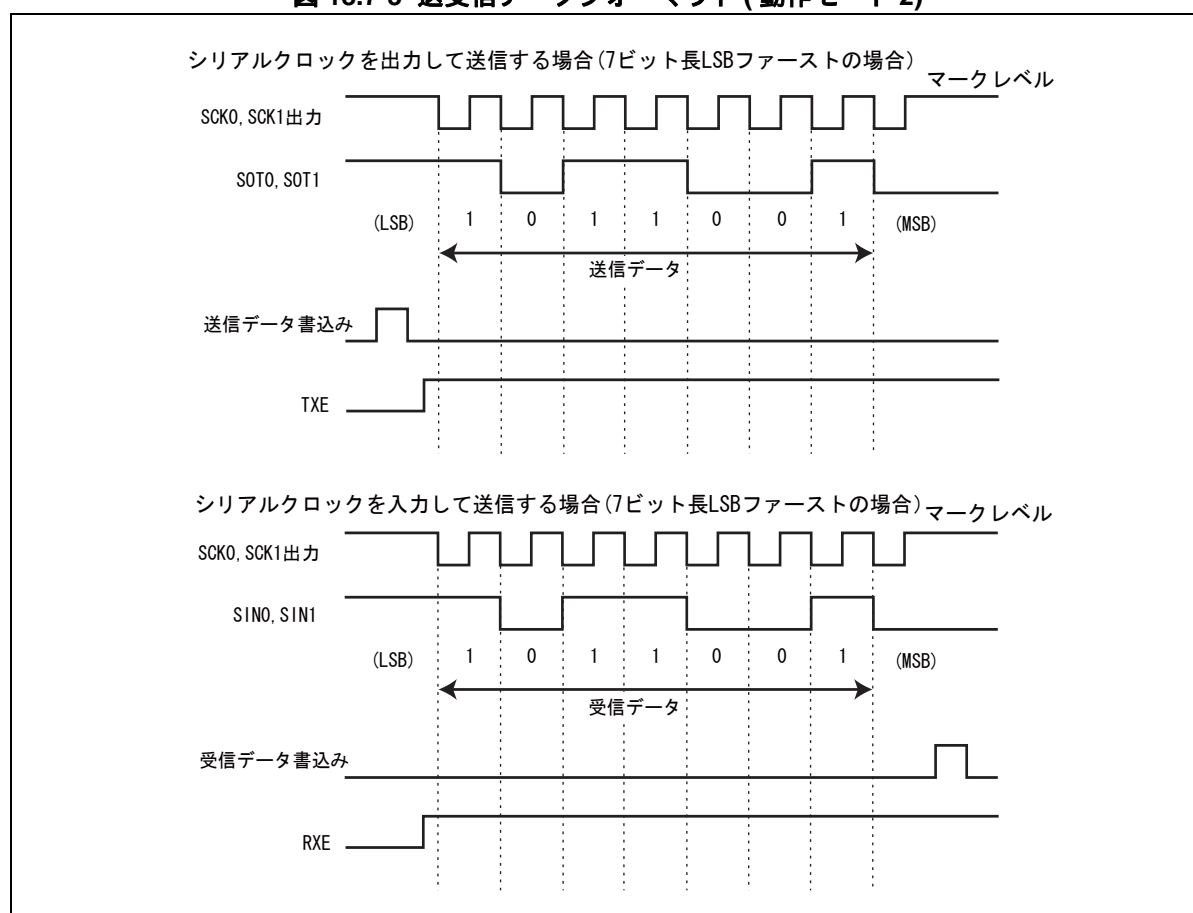 シリアルクロックを出力して送信する場合(7ビット長LSBファーストの場合)
マークレベル
SCK0,SCK1出力
SOT0,SOT1
(LSB) 1 0 1 1 0 0 1 (MSB)
送信データ
送信データ書込み
TXE
シリアルクロックを入力して送信する場合(7ビット長LSBファーストの場合)
マークレベル
SCK0,SCK1出力
SIN0,SIN1
(LSB) 1 0 1 1 0 0 1 (MSB)
受信データ
受信データ書込み
RXE